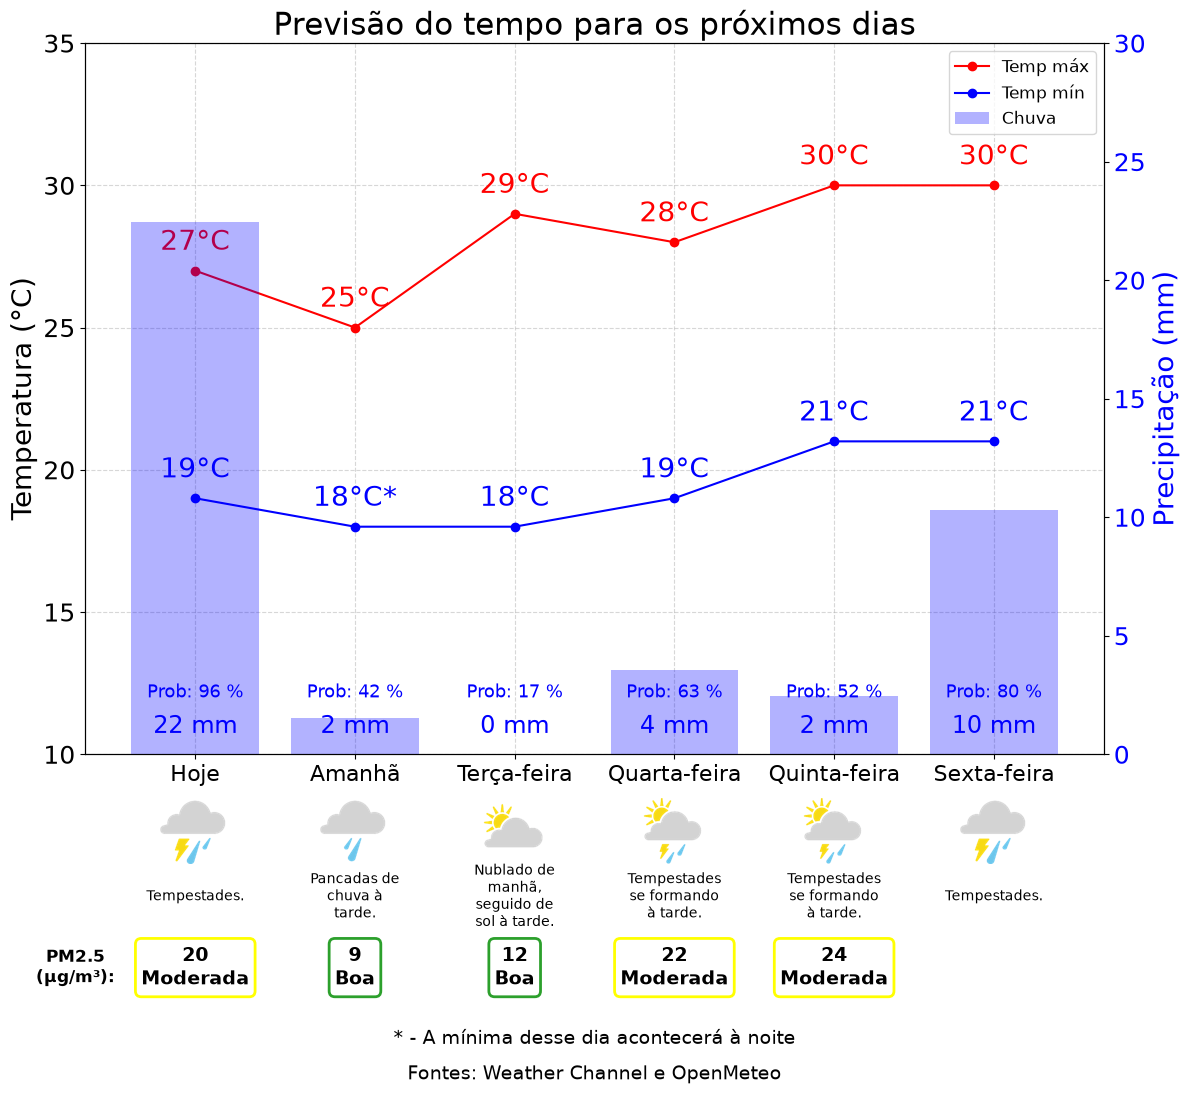 Previsão do tempo para os próximos dias
35
30
25
20
15
10
Temperatura (°C)
30
25
20
15
10
5
0
Precipitação (mm)
Temp máx
Temp mín
Chuva
27°C
25°C
29°C
28°C
30°C
30°C
19°C
18°C*
18°C
19°C
21°C
21°C
Prob: 96 %
Prob: 42 %
Prob: 17 %
Prob: 63 %
Prob: 52 %
Prob: 80 %
22 mm
2 mm
0 mm
4 mm
2 mm
10 mm
Hoje
Amanhã
Terça-feira
Quarta-feira
Quinta-feira
Sexta-feira
Tempestades.
Pancadas de
chuva à
tarde.
Nublado de
manhã,
seguido de
sol à tarde.
Tempestades
se formando
à tarde.
Tempestades
se formando
à tarde.
Tempestades.
PM2.5
(µg/m³):
20
Moderada
9
Boa
12
Boa
22
Moderada
24
Moderada
* - A mínima desse dia acontecerá à noite
Fontes: Weather Channel e OpenMeteo